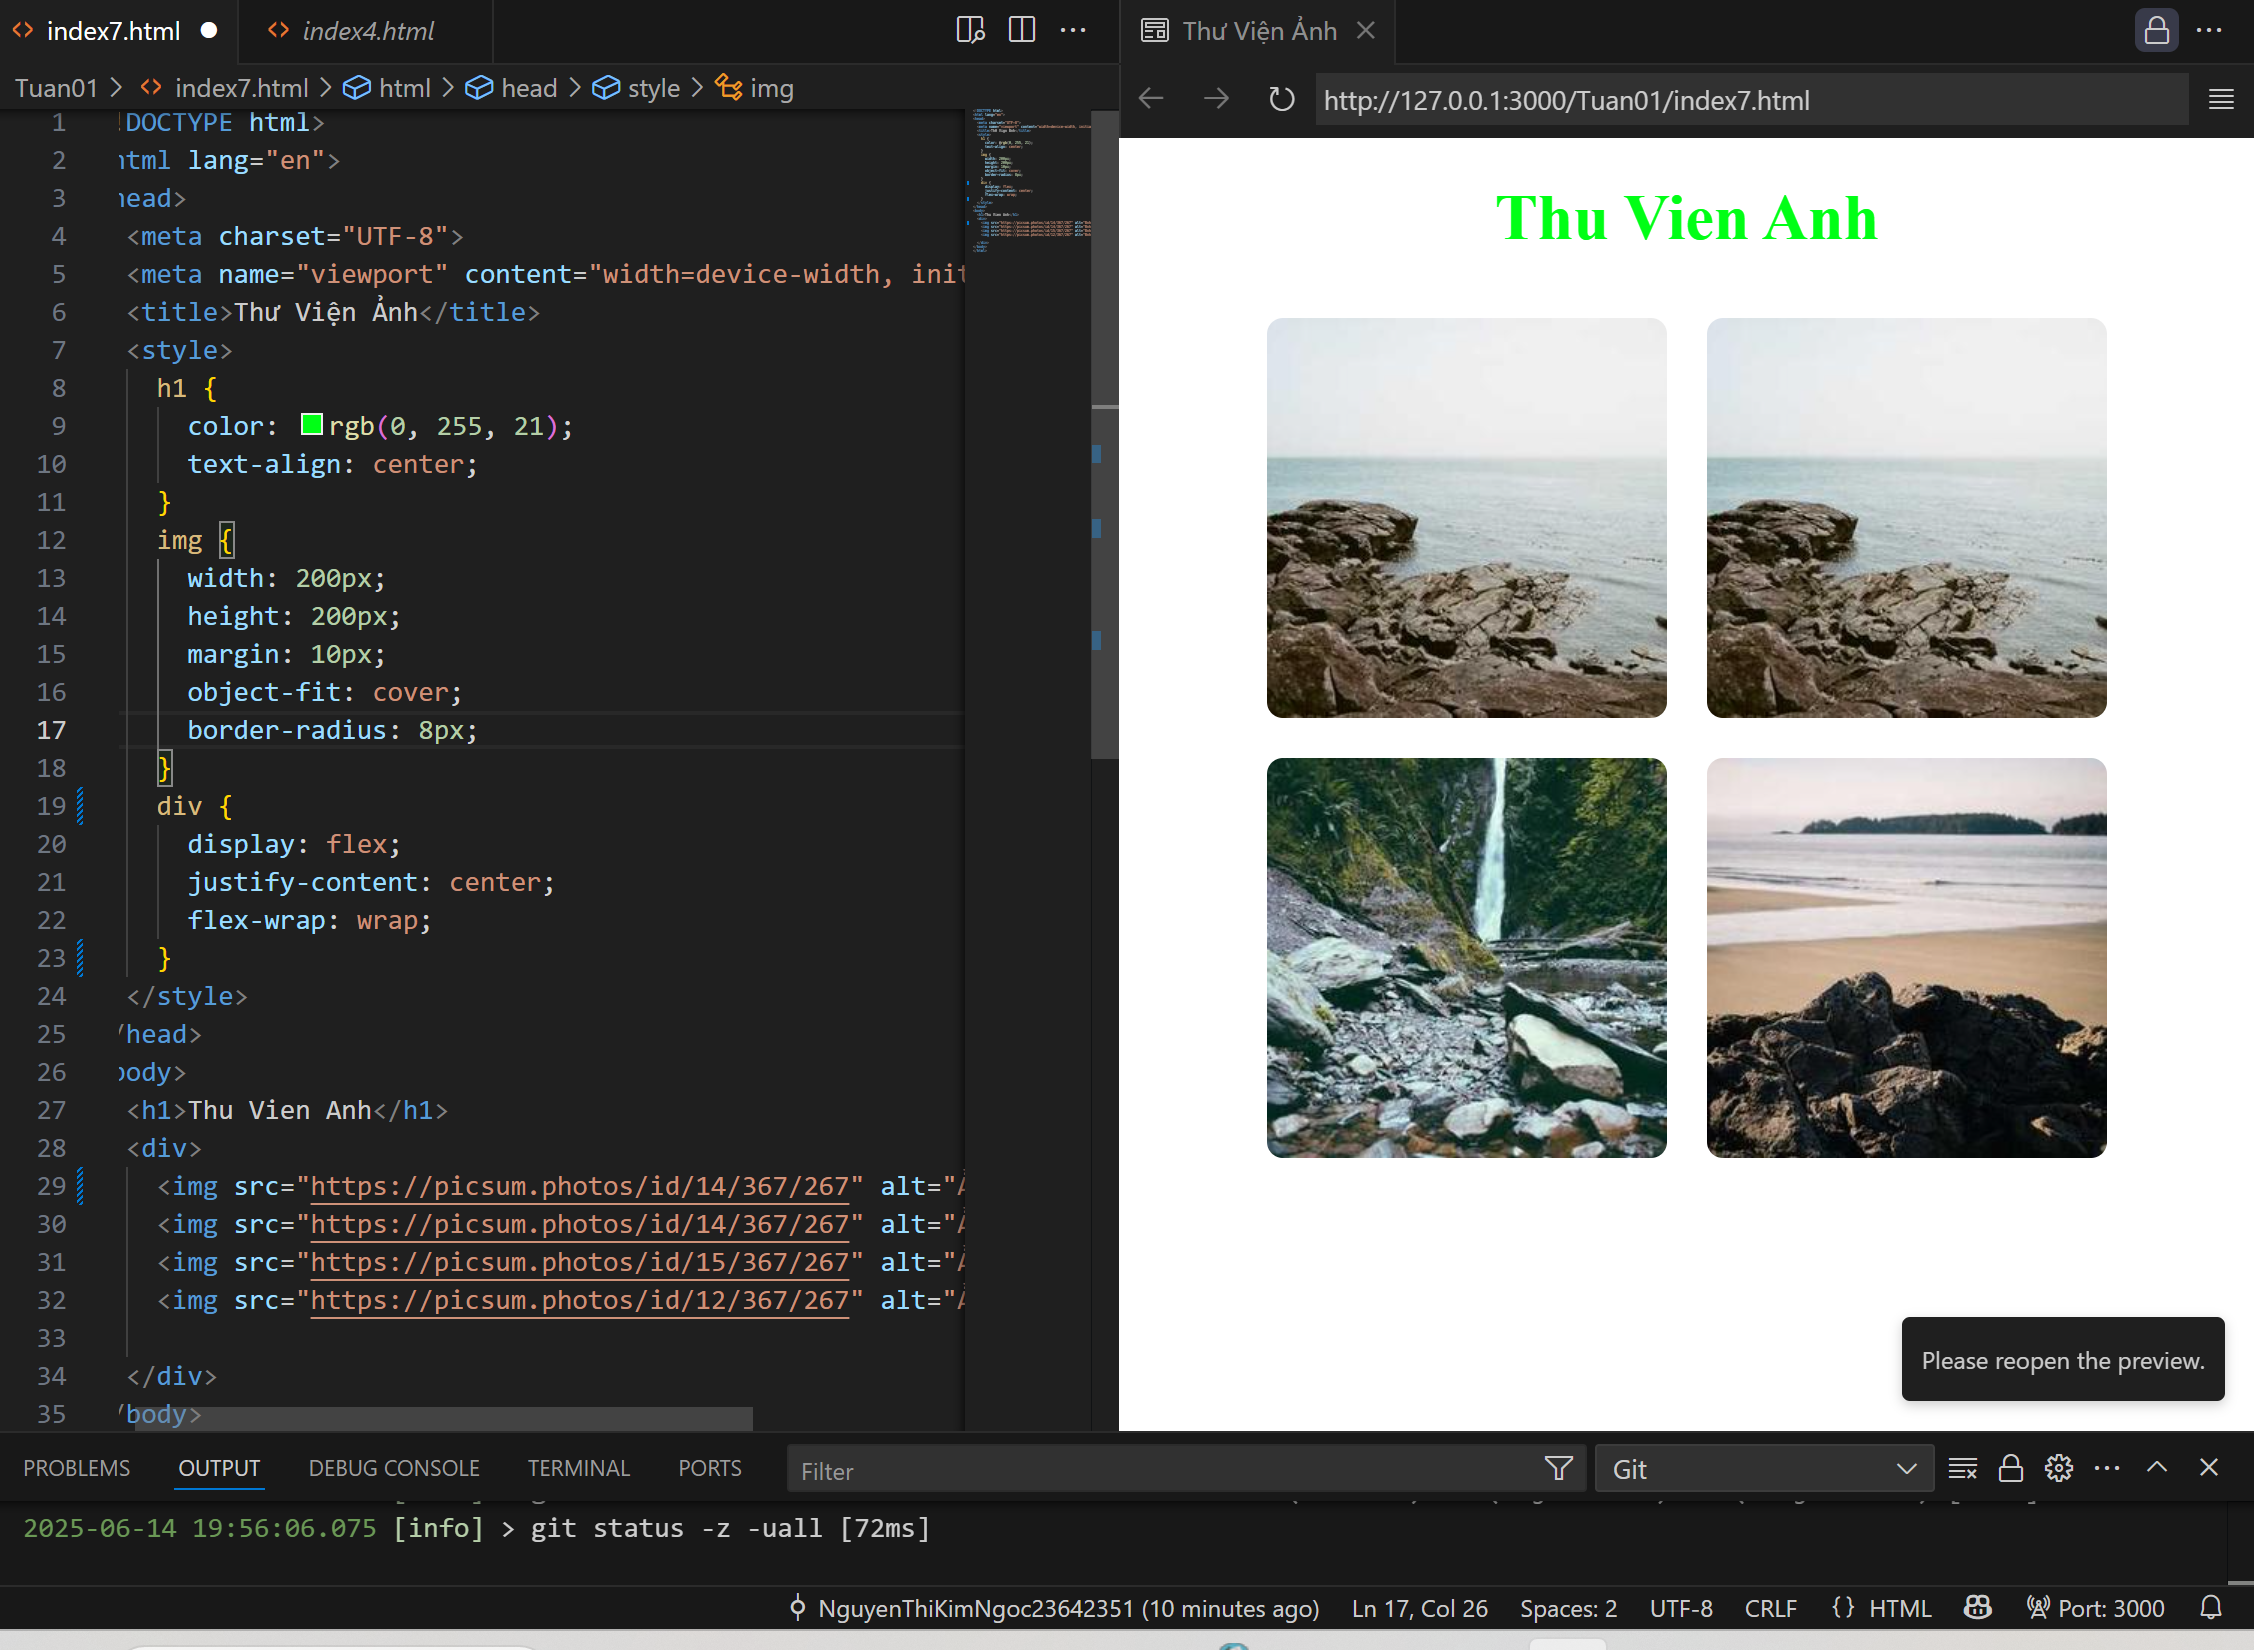 index7.html
index4.html
Thư Viện Ảnh
Tuan01 > index7.html > html > head > style > img
http://127.0.0.1:3000/Tuan01/index7.html
1 !DOCTYPE html>
2 html lang="en">
3 head>
4 <meta charset="UTF-8">
5 <meta name="viewport" content="width=device-width, init
6 <title>Thư Viện Ảnh</title>
7 <style>
8 h1 {
9 color: rgb(0, 255, 21);
10 text-align: center;
11 }
12 img {
13 width: 200px;
14 height: 200px;
15 margin: 10px;
16 object-fit: cover;
17 border-radius: 8px;
18 }
19 div {
20 display: flex;
21 justify-content: center;
22 flex-wrap: wrap;
23 }
24 </style>
25 /head>
26 body>
27 <h1>Thu Vien Anh</h1>
28 <div>
29 <img src="https://picsum.photos/id/14/367/267" alt="Ả
30 <img src="https://picsum.photos/id/14/367/267" alt="Ả
31 <img src="https://picsum.photos/id/15/367/267" alt="Ả
32 <img src="https://picsum.photos/id/12/367/267" alt="Ả
33
34 </div>
35 /body>
Thu Vien Anh
Please reopen the preview.
PROBLEMS OUTPUT DEBUG CONSOLE TERMINAL PORTS
Filter
Git
2025-06-14 19:56:06.075 [info] > git status -z -uall [72ms]
NguyenThiKimNgoc23642351 (10 minutes ago) Ln 17, Col 26 Spaces: 2 UTF-8 CRLF {} HTML Port: 3000